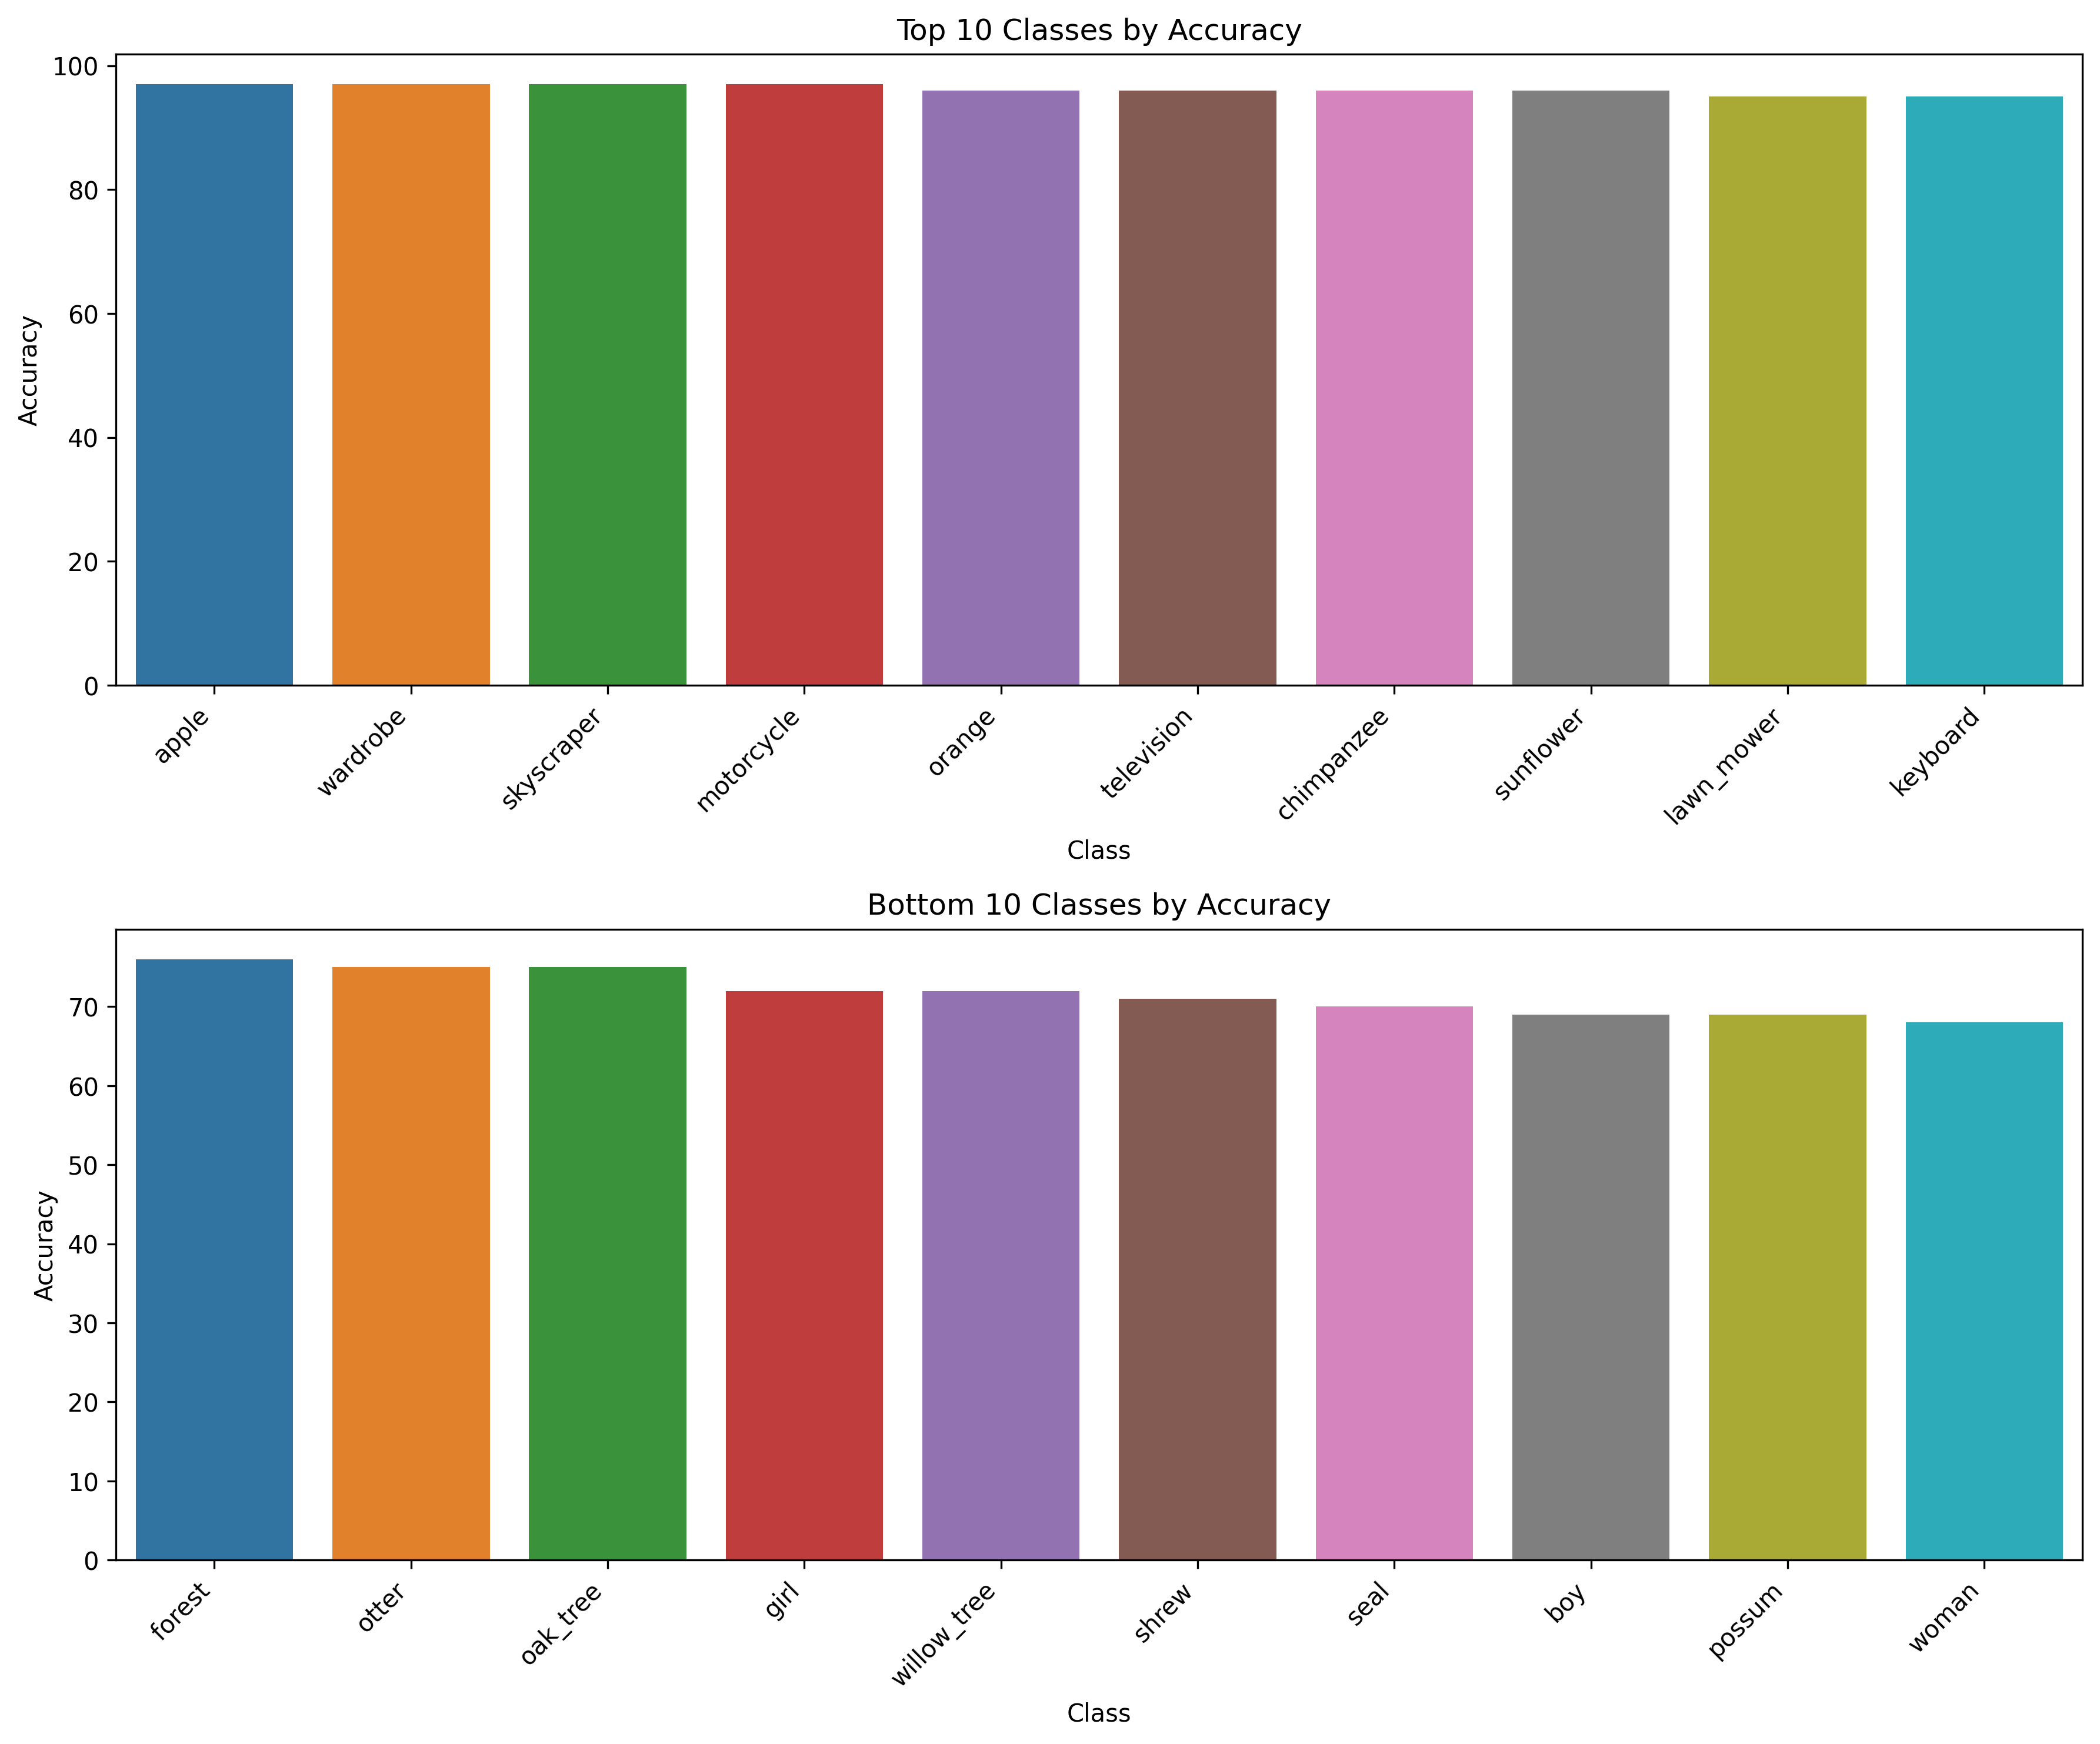 Top 10 Classes by Accuracy
100
80
60
40
20
0
Accuracy
apple
wardrobe
skyscraper
motorcycle
orange
television
chimpanzee
sunflower
lawn_mower
keyboard
Class
Bottom 10 Classes by Accuracy
70
60
50
40
30
20
10
0
Accuracy
forest
otter
oak_tree
girl
willow_tree
shrew
seal
boy
possum
woman
Class